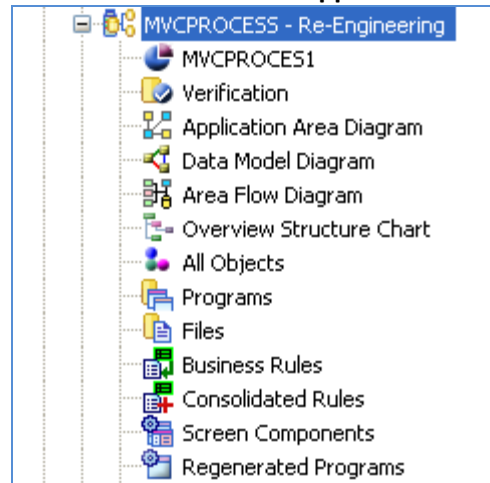 MVCPROCESS - Re-Engineering
MVCPROCES1
Verification
Application Area Diagram
Data Model Diagram
Area Flow Diagram
Overview Structure Chart
All Objects
Programs
Files
Business Rules
Consolidated Rules
Screen Components
Regenerated Programs